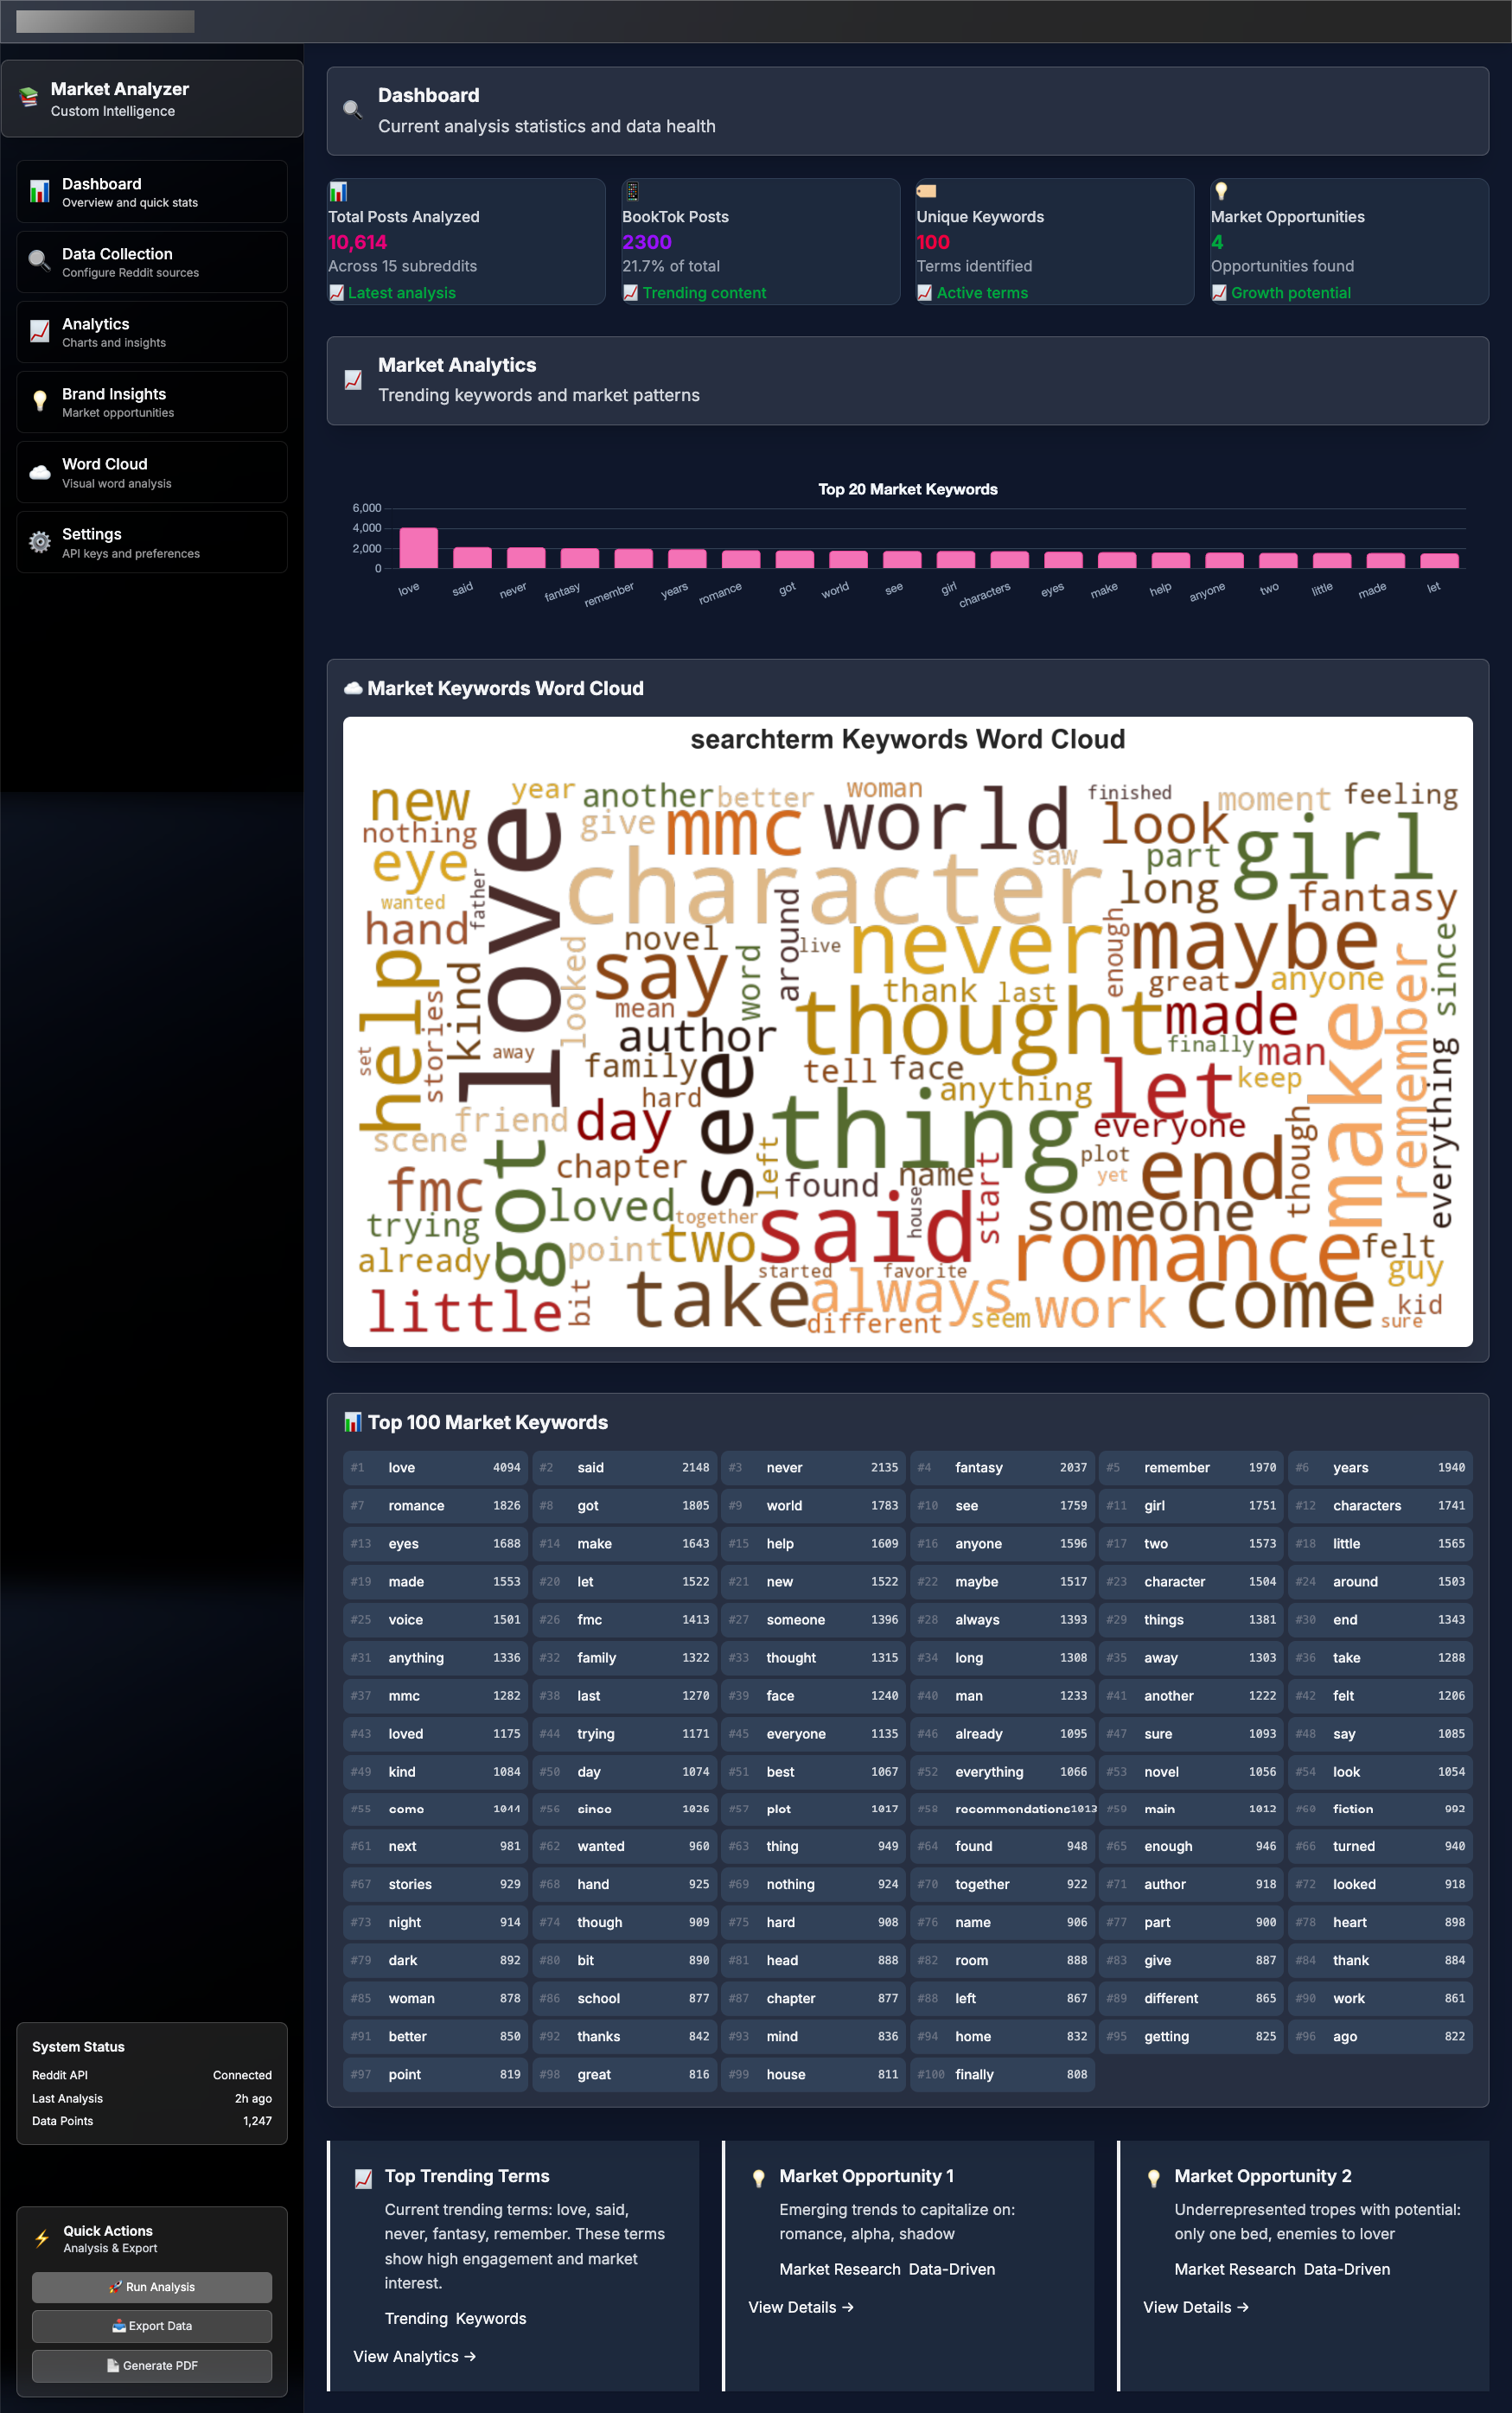 Market Analyzer
Custom Intelligence
Dashboard
Overview and quick stats
Data Collection
Configure Reddit sources
Analytics
Charts and insights
Brand Insights
Market opportunities
Word Cloud
Visual word analysis
Settings
API keys and preferences
System Status
Reddit API Connected
Last Analysis 2h ago
Data Points 1,247
Quick Actions
Analysis & Export
Run Analysis
Export Data
Generate PDF
Dashboard
Current analysis statistics and data health
Total Posts Analyzed
10,614
Across 15 subreddits
Latest analysis
BookTok Posts
2300
21.7% of total
Trending content
Unique Keywords
100
Terms identified
Active terms
Market Opportunities
4
Opportunities found
Growth potential
Market Analytics
Trending keywords and market patterns
Top 20 Market Keywords
6,000
4,000
2,000
0
love said never fantasy remember years romance got world see girl characters eyes make help anyone two little made let
Market Keywords Word Cloud
searchterm Keywords Word Cloud
new
year
another
better
woman
finished
moment
feeling
nothing
love
give
mmc
world
look
girl
eye
character
saw
part
wanted
father
long
fantasy
hand
novel
around
live
never
enough
maybe
since
help
kind
looked
say
word
great
anyone
remember
stories
mean
thank
last
thought
made
make
set
away
author
finally
man
family
see
tell
face
anything
let
keep
everything
friend
hard
day
thing
everyone
though
scene
got
chapter
left
plot
yet
end
fmc
found
name
start
trying
loved
together
said
house
someone
already
point
two
romance
felt
little
bit
take
started
favorite
always
different
seem
work
come
guy
kid
sure
Top 100 Market Keywords
#1 love 4094 #2 said 2148 #3 never 2135 #4 fantasy 2037 #5 remember 1970 #6 years 1940
#7 romance 1826 #8 got 1805 #9 world 1783 #10 see 1759 #11 girl 1751 #12 characters 1741
#13 eyes 1688 #14 make 1643 #15 help 1609 #16 anyone 1596 #17 two 1573 #18 little 1565
#19 made 1553 #20 let 1522 #21 new 1522 #22 maybe 1517 #23 character 1504 #24 around 1503
#25 voice 1501 #26 fmc 1413 #27 someone 1396 #28 always 1393 #29 things 1381 #30 end 1343
#31 anything 1336 #32 family 1322 #33 thought 1315 #34 long 1308 #35 away 1303 #36 take 1288
#37 mmc 1282 #38 last 1270 #39 face 1240 #40 man 1233 #41 another 1222 #42 felt 1206
#43 loved 1175 #44 trying 1171 #45 everyone 1135 #46 already 1095 #47 sure 1093 #48 say 1085
#49 kind 1084 #50 day 1074 #51 best 1067 #52 everything 1066 #53 novel 1056 #54 look 1054
#55 come 1044 #56 since 1026 #57 plot 1017 #58 recommendations 1013 #59 main 1012 #60 fiction 992
#61 next 981 #62 wanted 960 #63 thing 949 #64 found 948 #65 enough 946 #66 turned 940
#67 stories 929 #68 hand 925 #69 nothing 924 #70 together 922 #71 author 918 #72 looked 918
#73 night 914 #74 though 909 #75 hard 908 #76 name 906 #77 part 900 #78 heart 898
#79 dark 892 #80 bit 890 #81 head 888 #82 room 888 #83 give 887 #84 thank 884
#85 woman 878 #86 school 877 #87 chapter 877 #88 left 867 #89 different 865 #90 work 861
#91 better 850 #92 thanks 842 #93 mind 836 #94 home 832 #95 getting 825 #96 ago 822
#97 point 819 #98 great 816 #99 house 811 #100 finally 808
Top Trending Terms
Current trending terms: love, said,
never, fantasy, remember. These terms
show high engagement and market
interest.
Trending Keywords
View Analytics →
Market Opportunity 1
Emerging trends to capitalize on:
romance, alpha, shadow
Market Research Data-Driven
View Details →
Market Opportunity 2
Underrepresented tropes with potential:
only one bed, enemies to lover
Market Research Data-Driven
View Details →